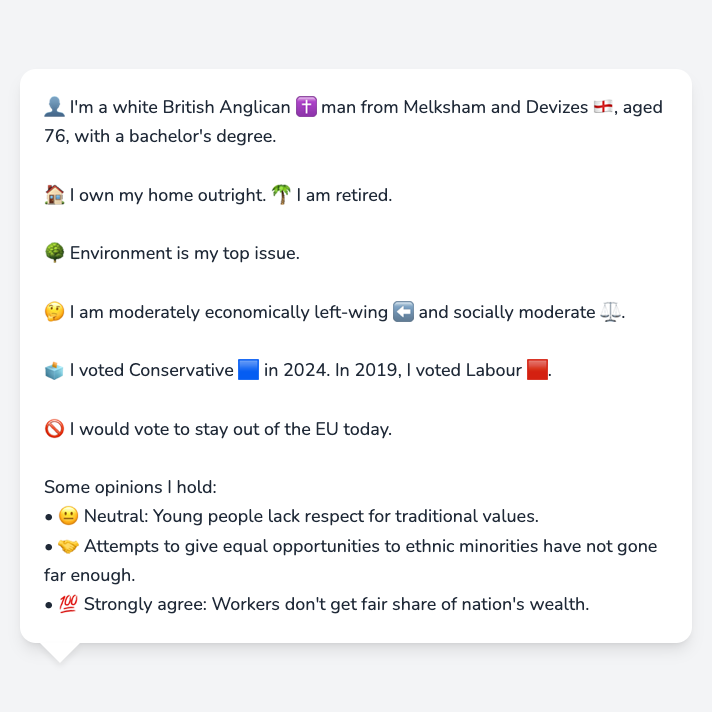 👤 I'm a white British Anglican ✝️ man from Melksham and Devizes 🏴󠁧󠁢󠁥󠁮󠁧󠁿, aged
76, with a bachelor's degree.
🏠 I own my home outright. 🌴 I am retired.
🌳 Environment is my top issue.
🤔 I am moderately economically left-wing ⬅️ and socially moderate ⚖️.
🗳️ I voted Conservative 🟦 in 2024. In 2019, I voted Labour 🟥.
🚫 I would vote to stay out of the EU today.
Some opinions I hold:
• 😐 Neutral: Young people lack respect for traditional values.
• 🤝 Attempts to give equal opportunities to ethnic minorities have not gone
far enough.
• 💯 Strongly agree: Workers don't get fair share of nation's wealth.